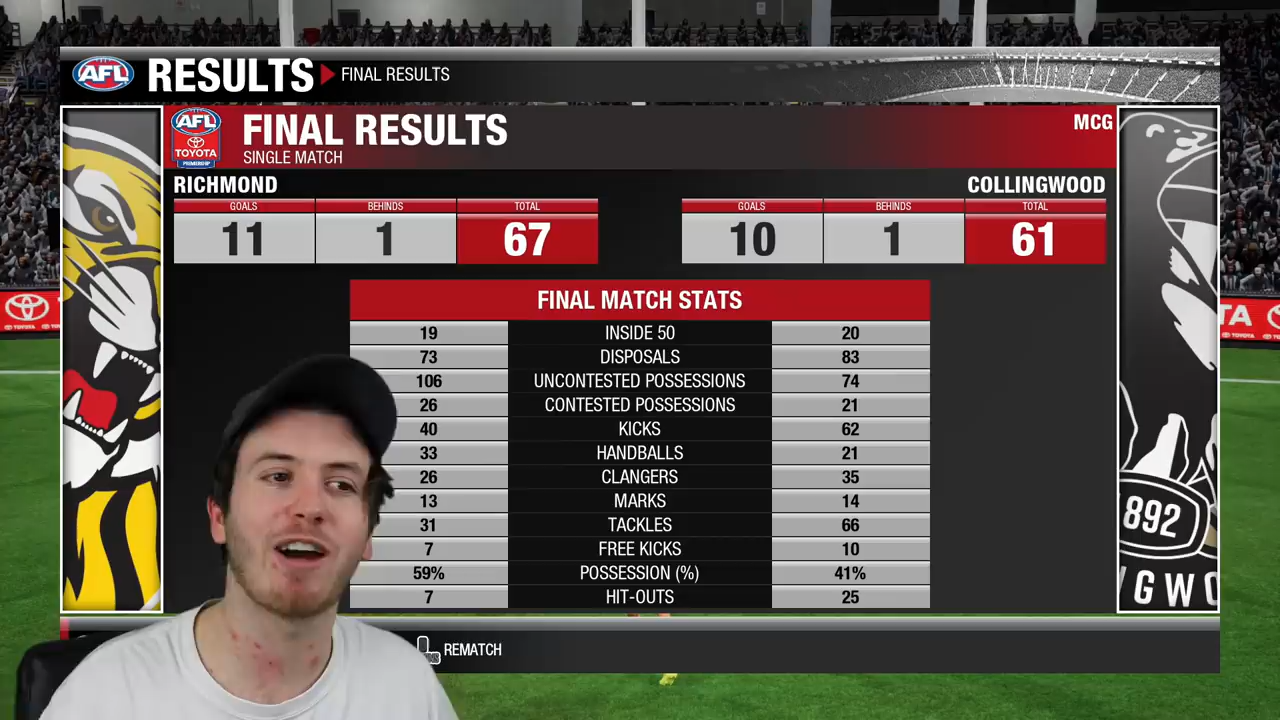 AFL RESULTS FINAL RESULTS
AFL TOYOTA PREMIERSHIP
FINAL RESULTS
SINGLE MATCH
MCG
RICHMOND COLLINGWOOD
GOALS BEHINDS TOTAL GOALS BEHINDS TOTAL
11 1 67 10 1 61
FINAL MATCH STATS
19 INSIDE 50 20
73 DISPOSALS 83
106 UNCONTESTED POSSESSIONS 74
26 CONTESTED POSSESSIONS 21
40 KICKS 62
33 HANDBALLS 21
26 CLANGERS 35
13 MARKS 14
31 TACKLES 66
7 FREE KICKS 10
59% POSSESSION (%) 41%
7 HIT-OUTS 25
REMATCH
TOYOTA TOYOTA
TA
TOYOTA
892
GWC